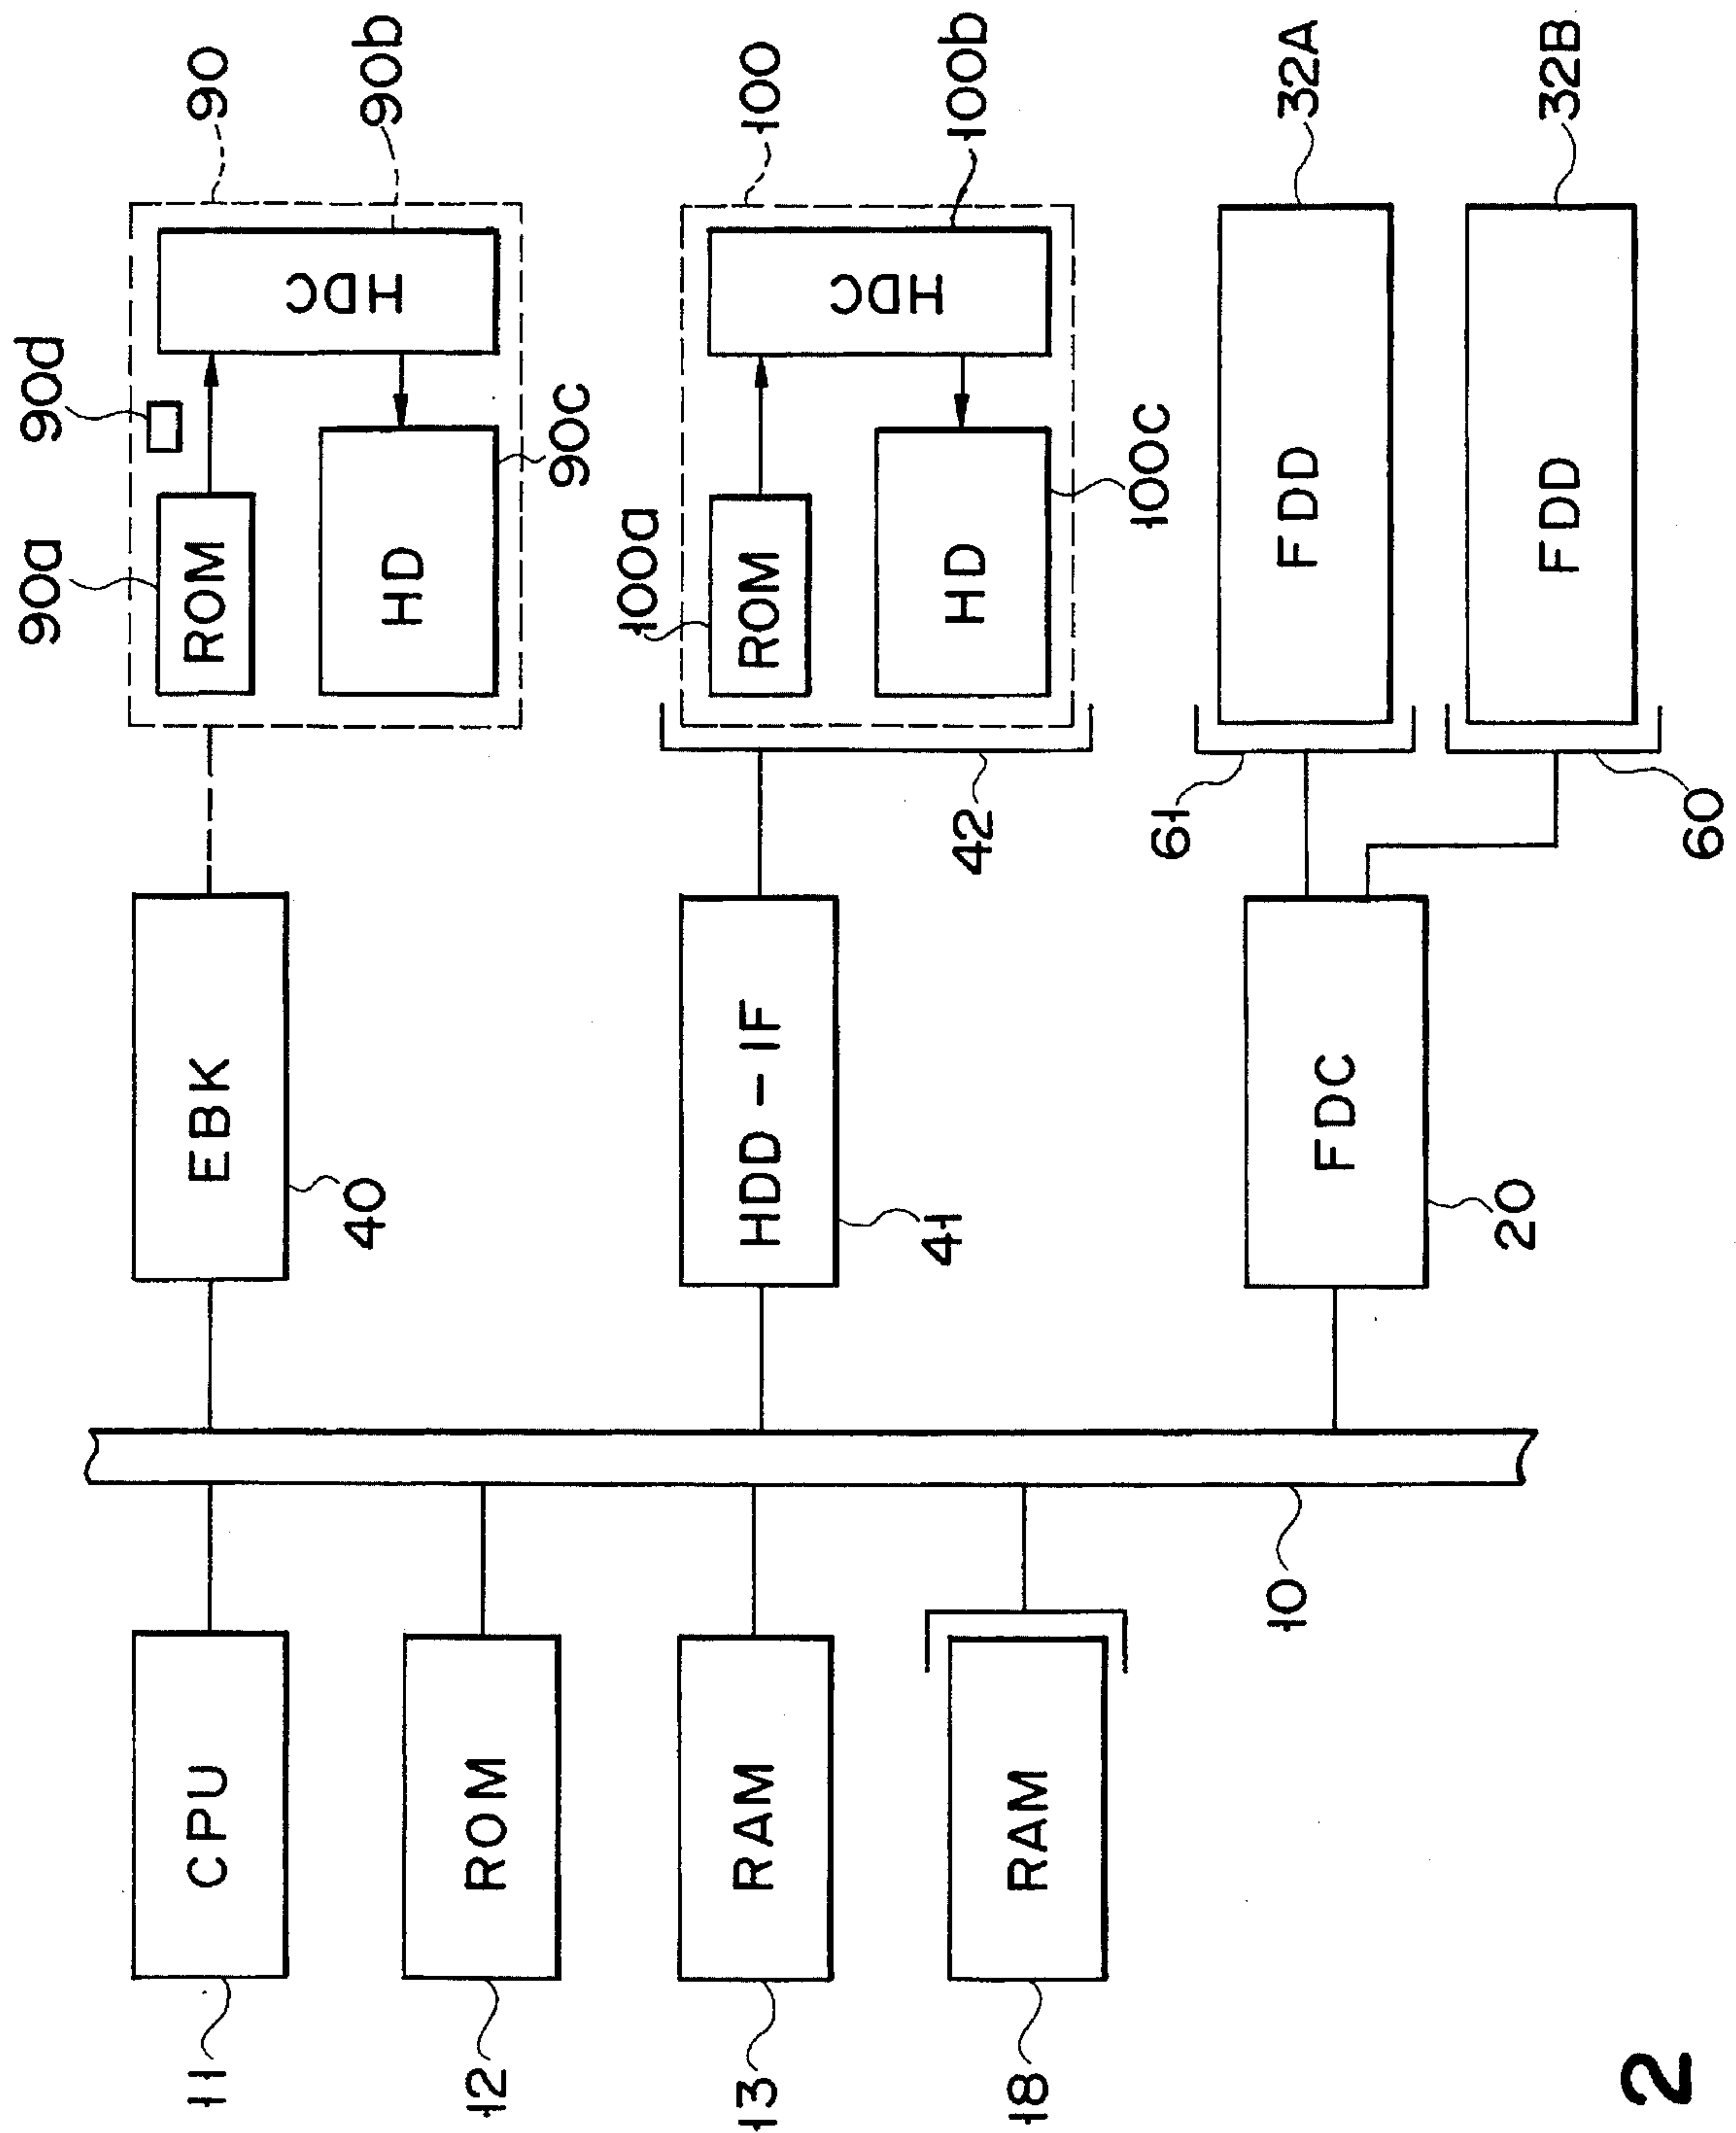 11
CPU
12
ROM
13
RAM
18
RAM
10
EBK
40
HDD-IF
41
42
FDC
20
61
60
90
90a
ROM
90d
HDC
90b
HD
90c
100
100a
ROM
HDC
100b
HD
100c
FDD
32A
FDD
32B
2